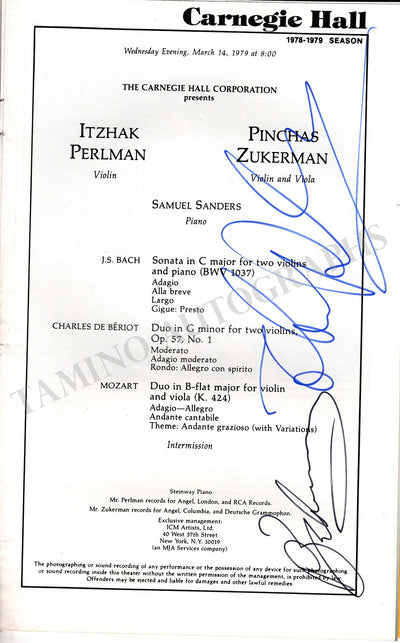 Carnegie Hall
1978-1979 SEASON
Wednesday Evening, March 14, 1979 at 8:00
THE CARNEGIE HALL CORPORATION
presents
ITZHAK PERLMAN
Violin
PINCHAS ZUKERMAN
Violin and Viola
SAMUEL SANDERS
Piano
J.S. BACH Sonata in C major for two violins
and piano (BWV 1037)
Adagio
Alla breve
Largo
Gigue: Presto
CHARLES DE BÉRIOT Duo in G minor for two violins,
Op. 57, No. 1
Moderato
Adagio moderato
Rondo: Allegro con spirito
MOZART Duo in B-flat major for violin
and viola (K. 424)
Adagio—Allegro
Andante cantabile
Theme: Andante grazioso (with Variations)
Intermission
Steinway Piano
Mr. Perlman records for Angel, London, and RCA Records.
Mr. Zukerman records for Angel, Columbia, and Deutsche Grammophon.
Exclusive management:
ICM Artists, Ltd.
40 West 57th Street
New York, N.Y. 10019
(an MJA Services company)
The photographing or sound recording of any performance or the possession of any device for such photographing
or sound recording inside this theater without the written permission of the management, is prohibited by law.
Offenders may be ejected and liable for damages and other lawful remedies.
TAMINO AUTOGRAPHS